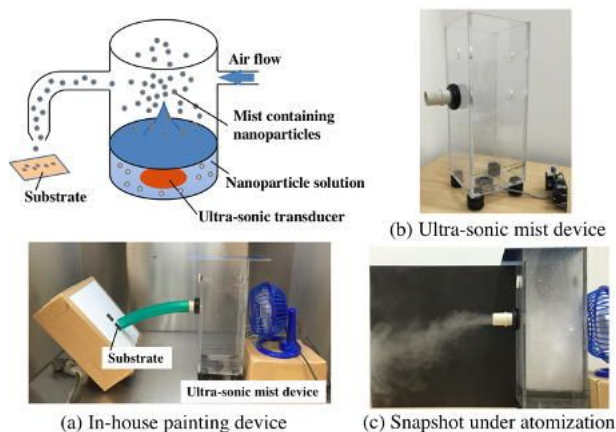 Air flow
Mist containing
nanoparticles
Nanoparticle solution
Substrate
Ultra-sonic transducer
(b) Ultra-sonic mist device
Substrate
Ultra-sonic mist device
(a) In-house painting device
(c) Snapshot under atomization